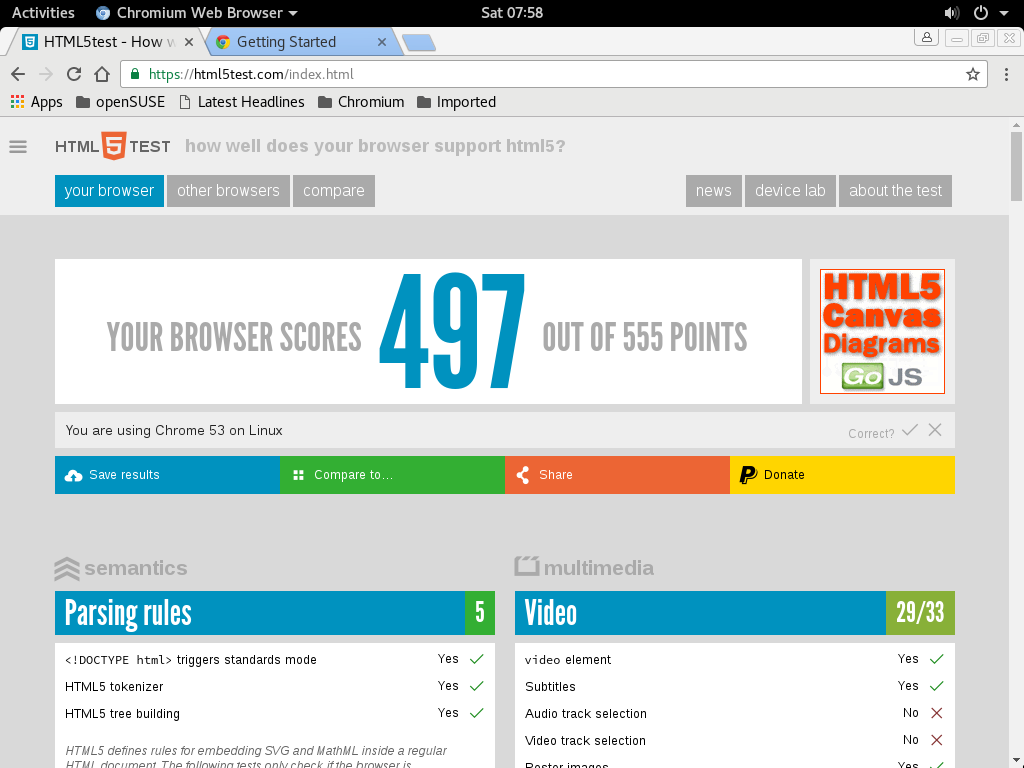 Activities Chromium Web Browser Sat 07:58
HTML5test - How w Getting Started
https://html5test.com/index.html
Apps openSUSE Latest Headlines Chromium Imported
HTML 5 TEST how well does your browser support html5?
your browser other browsers compare news device lab about the test
YOUR BROWSER SCORES 497 OUT OF 555 POINTS
HTML5
Canvas
Diagrams
Go JS
You are using Chrome 53 on Linux Correct?
Save results Compare to... Share Donate
semantics multimedia
Parsing rules 5 Video 29/33
<!DOCTYPE html> triggers standards mode Yes video element Yes
HTML5 tokenizer Yes Subtitles Yes
HTML5 tree building Yes Audio track selection No
Video track selection No
HTML5 defines rules for embedding SVG and MathML inside a regular
HTML document. The following tests only check if the browser is
Poster images Yes